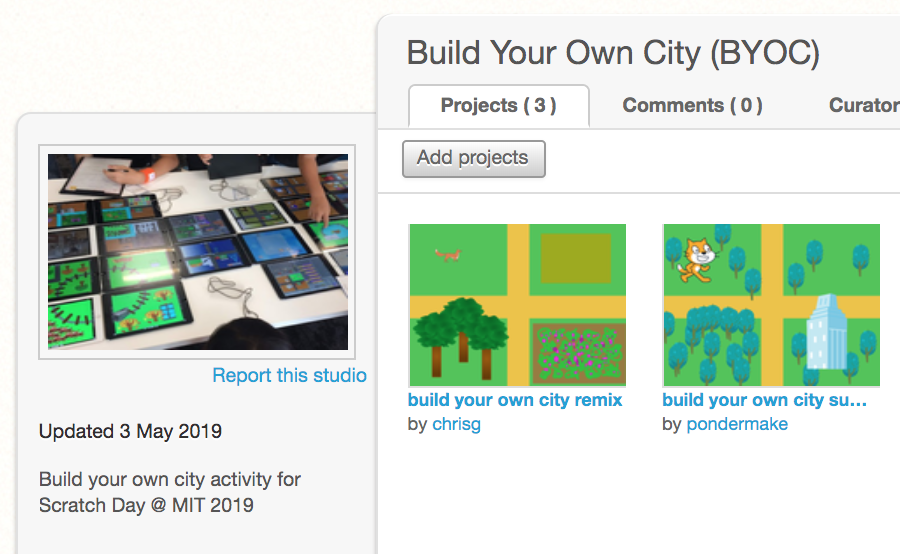 Build Your Own City (BYOC)
Projects ( 3 )
Comments ( 0 )
Curator
Add projects
Report this studio
Updated 3 May 2019
Build your own city activity for
Scratch Day @ MIT 2019
build your own city remix
by chrisg
build your own city su...
by pondermake